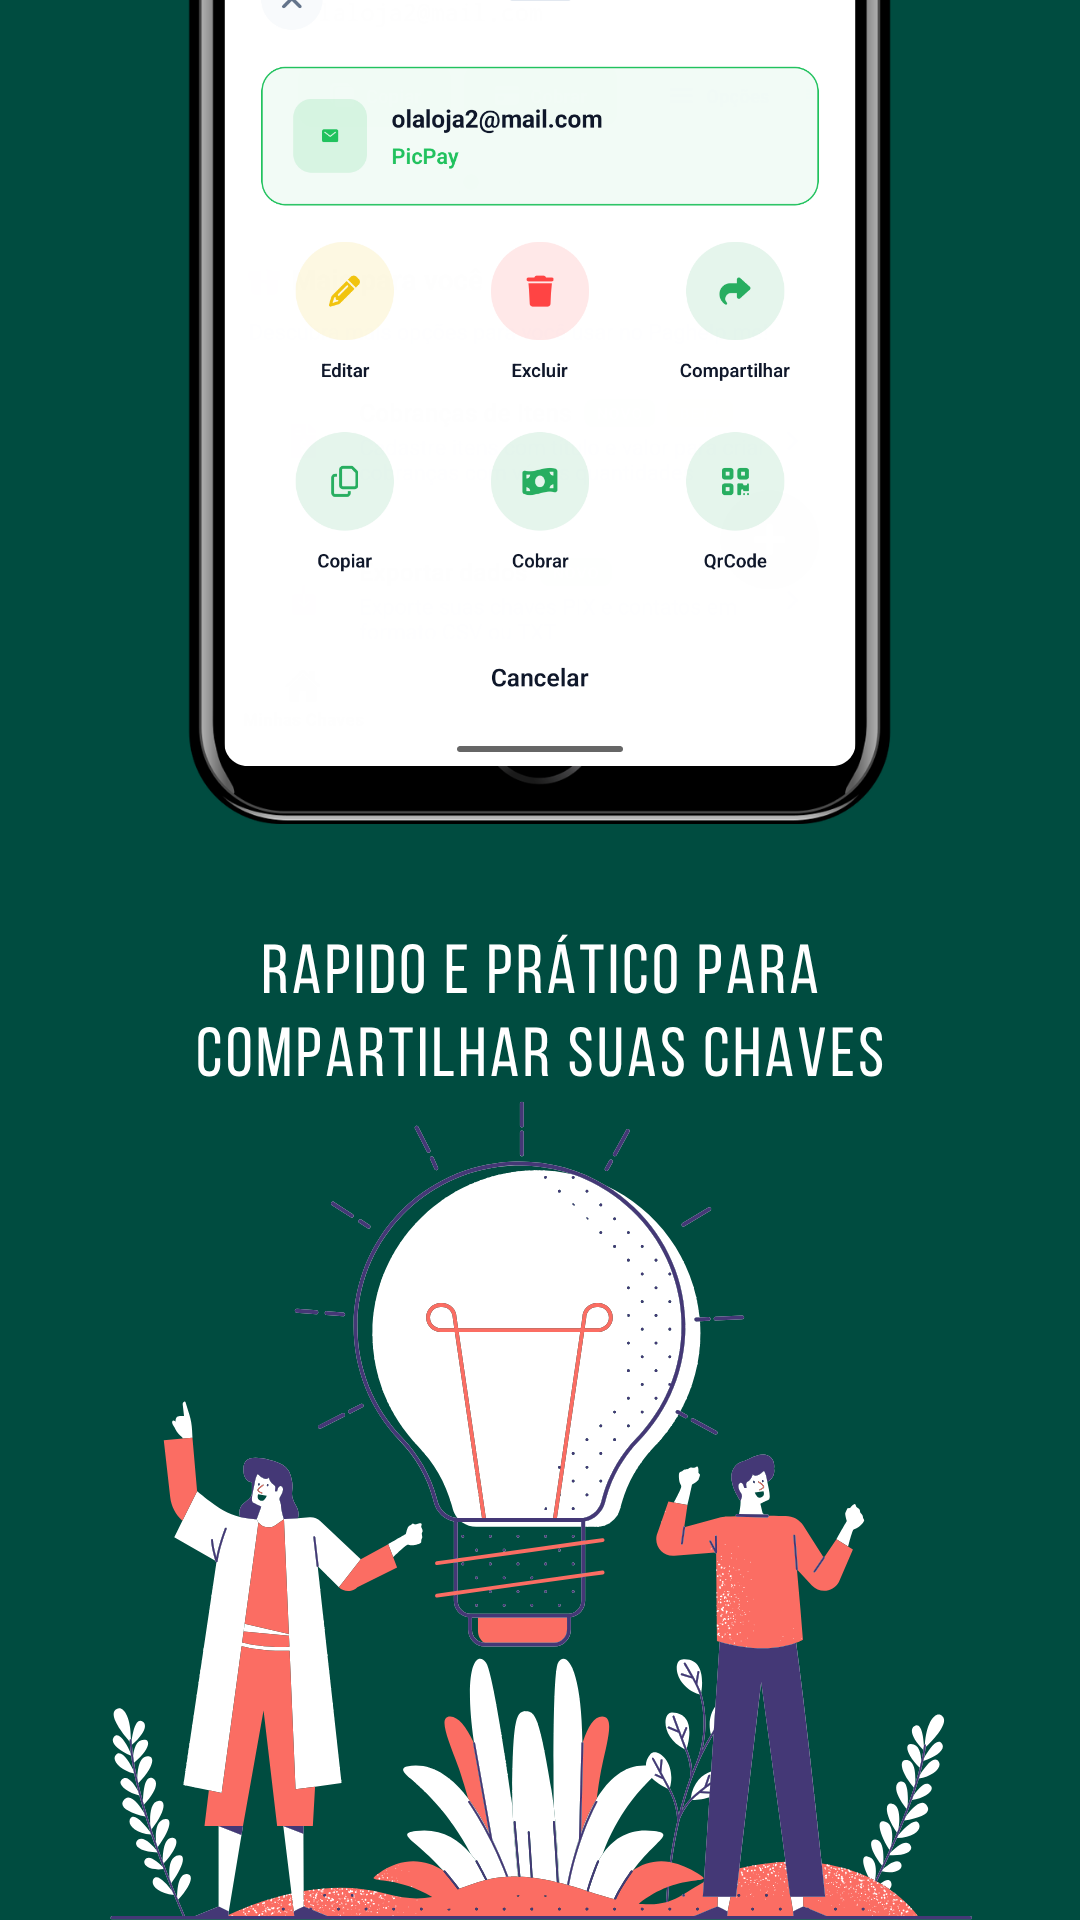 olaloja2@mail.com
PicPay
Editar
Excluir
Compartilhar
Copiar
Cobrar
QrCode
Cancelar
RAPIDO E PRÁTICO PARA
COMPARTILHAR SUAS CHAVES